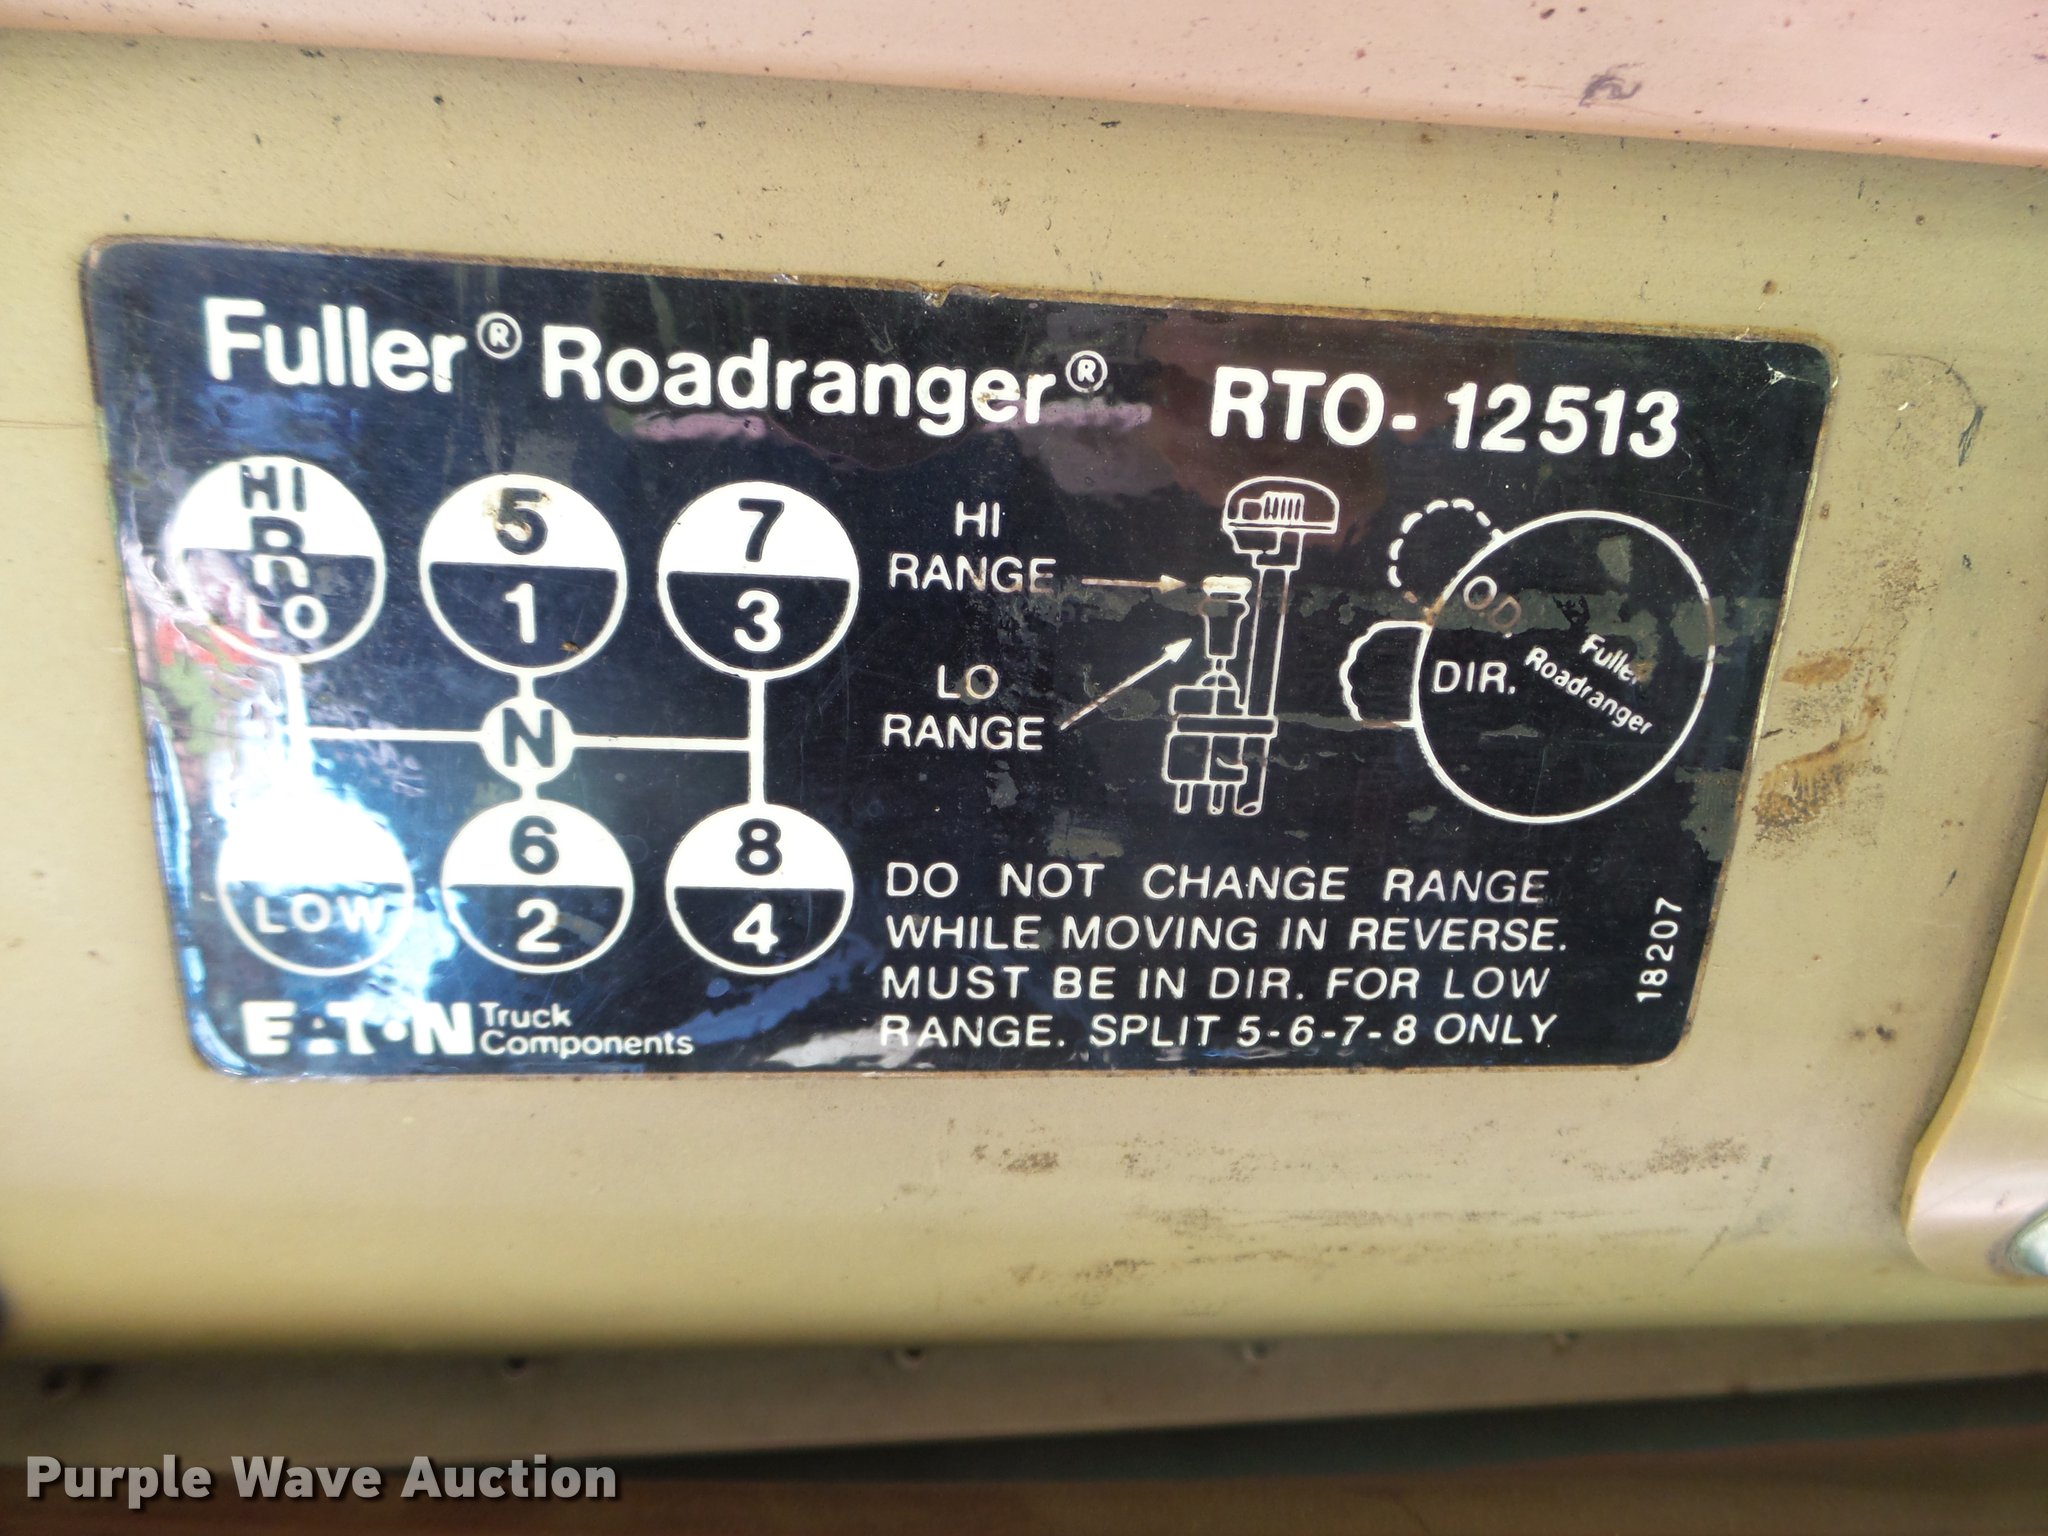 Fuller® Roadranger® RTO-12513
HI
R
LO
5
1
7
3
N
LOW
6
2
8
4
HI
RANGE
LO
RANGE
O.D.
DIR.
Fuller
Roadranger
DO NOT CHANGE RANGE
WHILE MOVING IN REVERSE.
MUST BE IN DIR. FOR LOW
RANGE. SPLIT 5-6-7-8 ONLY
18207
EATON Truck
Components
Purple Wave Auction